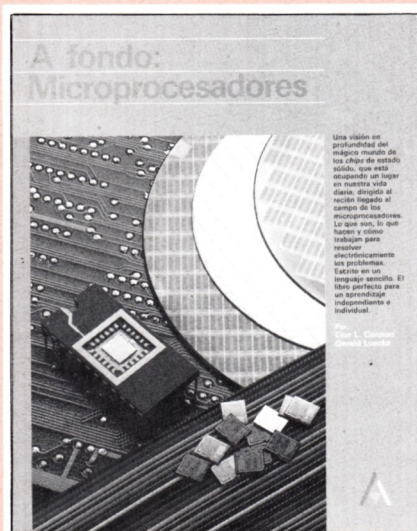 A fondo:
Microprocesadores
Una visión en
profundidad del
mágico mundo de
los chips de estado
sólido, que está
ocupando un lugar
en nuestra vida
diaria, dirigida al
recién llegado al
campo de los
microprocesadores.
Lo que son, lo que
hacen y cómo
trabajan para
resolver
electrónicamente
los problemas.
Escrito en un
lenguaje sencillo. El
libro perfecto para
un aprendizaje
independiente e
individual.
Por:
Gerald